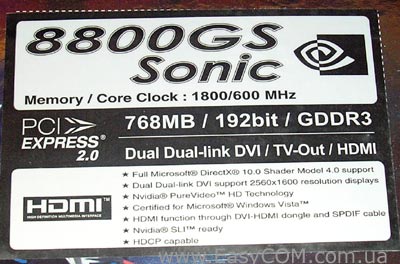 8800GS
Sonic
Memory / Core Clock : 1800/600 MHz
PCI
EXPRESS®
2.0
768MB / 192bit / GDDR3
Dual Dual-link DVI / TV-Out / HDMI
HDMI
HIGH DEFINITION MULTIMEDIA INTERFACE
★ Full Microsoft® DirectX® 10.0 Shader Model 4.0 support
★ Dual Dual-link DVI support 2560x1600 resolution displays
★ Nvidia® PureVideo™ HD Technology
★ Certified for Microsoft® Windows Vista™
★ HDMI function through DVI-HDMI dongle and SPDIF cable
★ Nvidia® SLI™ ready
★ HDCP capable
www.EasyCOM.com.ua